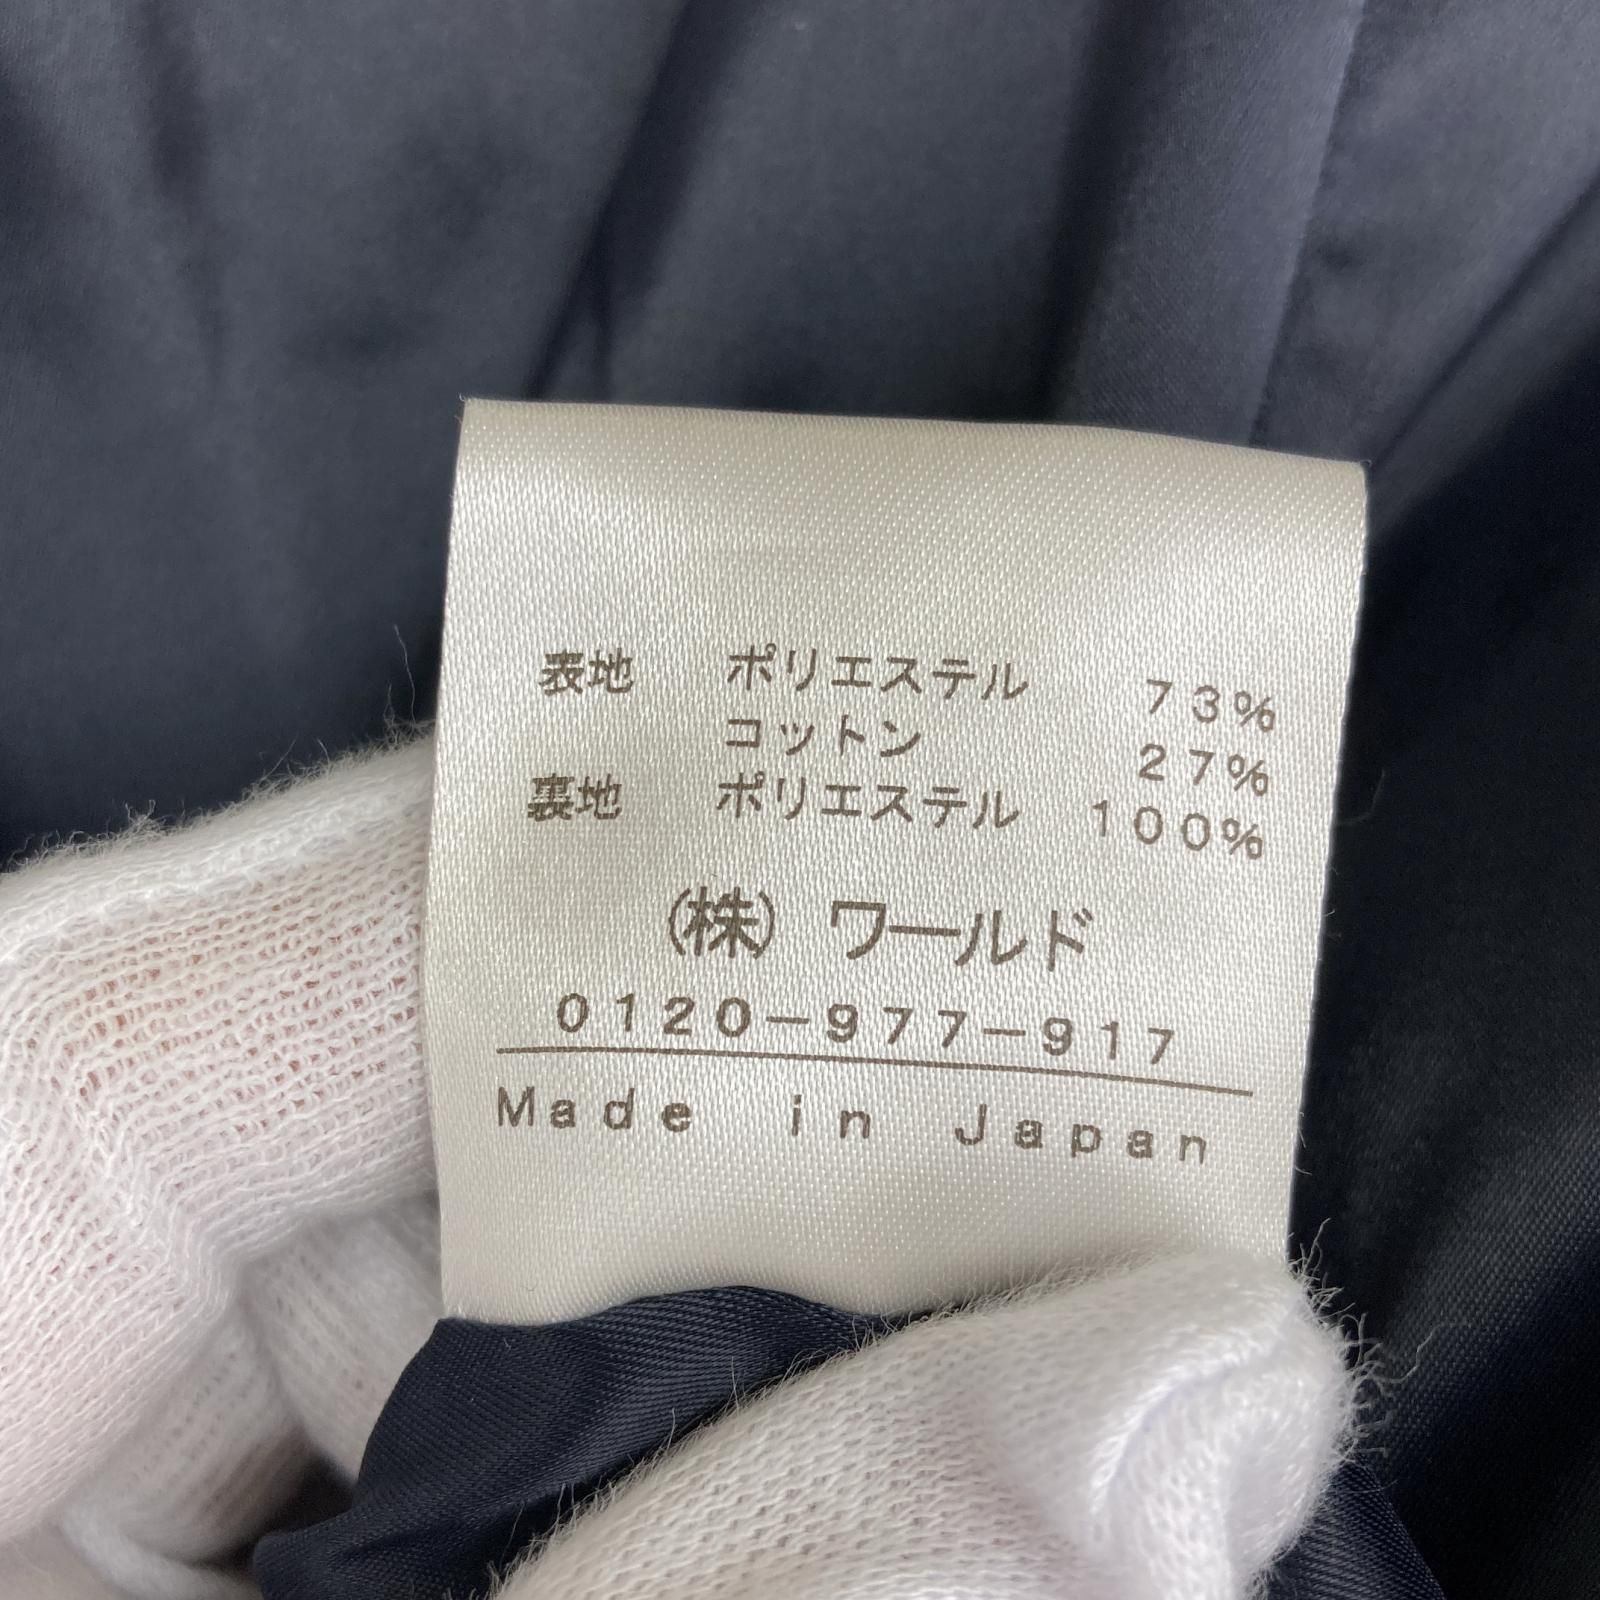 表地 ポリエステル 73%
コットン 27%
裏地 ポリエステル 100%
(株) ワールド
0120-977-917
Made in Japan